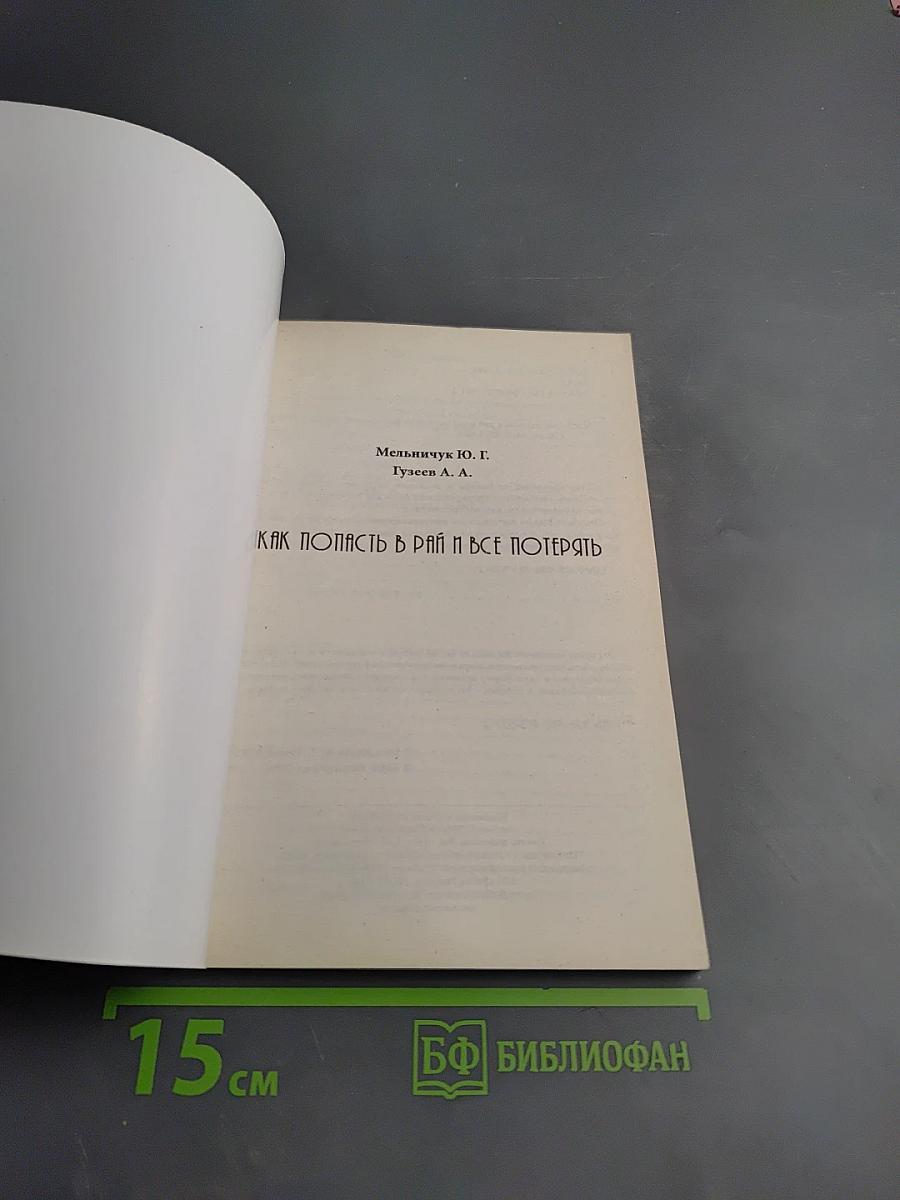 Мельничук Ю. Г.
Гузеев А. А.
КАК ПОПАСТЬ В РАЙ И ВСЕ ПОТЕРЯТЬ
15 см
БФ БИБЛИОФАН